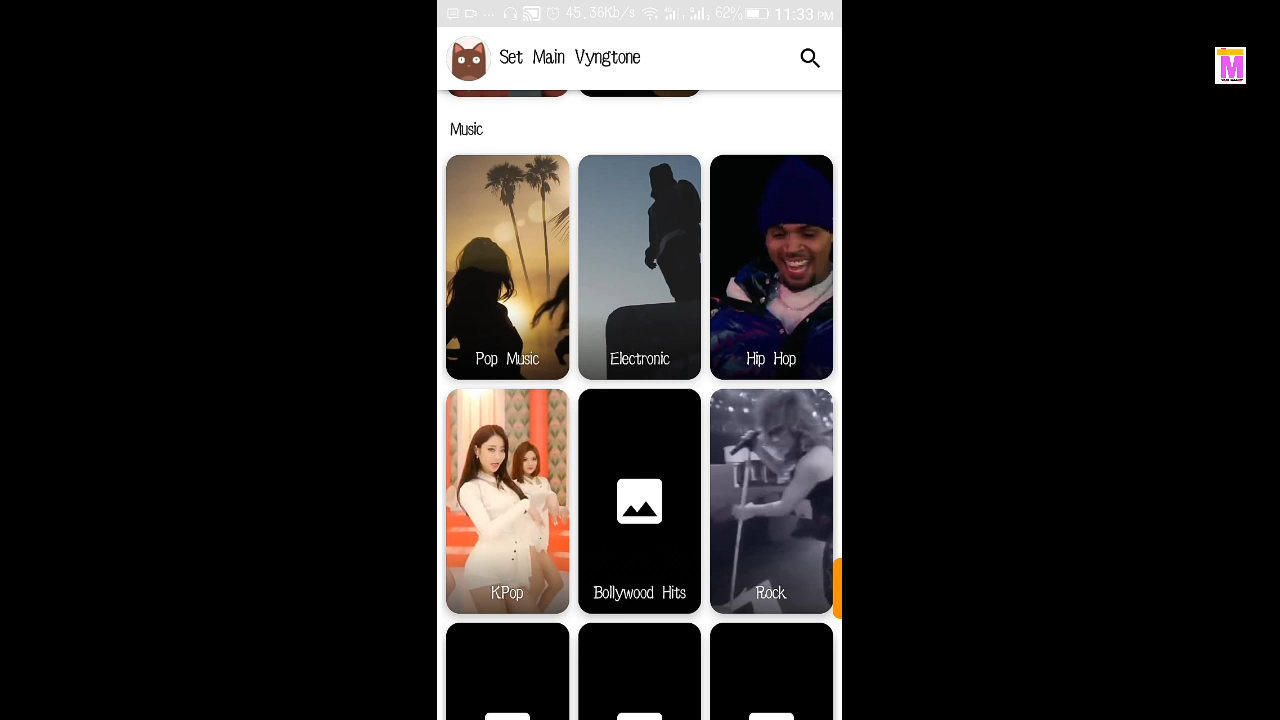 45.36Kb/s 62% 11:33 PM
Set Main Vyngtone
Music
Pop Music
Electronic
Hip Hop
KPop
Bollywood Hits
Rock
M